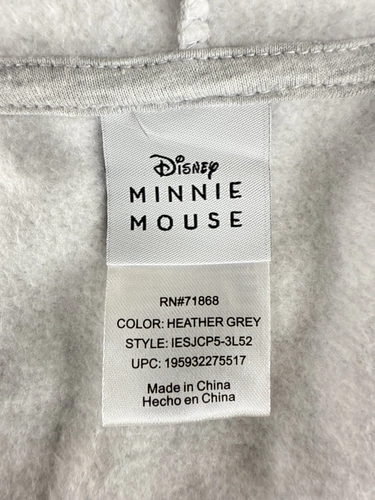 Disney
MINNIE
MOUSE
RN#71868
COLOR: HEATHER GREY
STYLE: IESJCP5-3L52
UPC: 195932275517
Made in China
Hecho en China